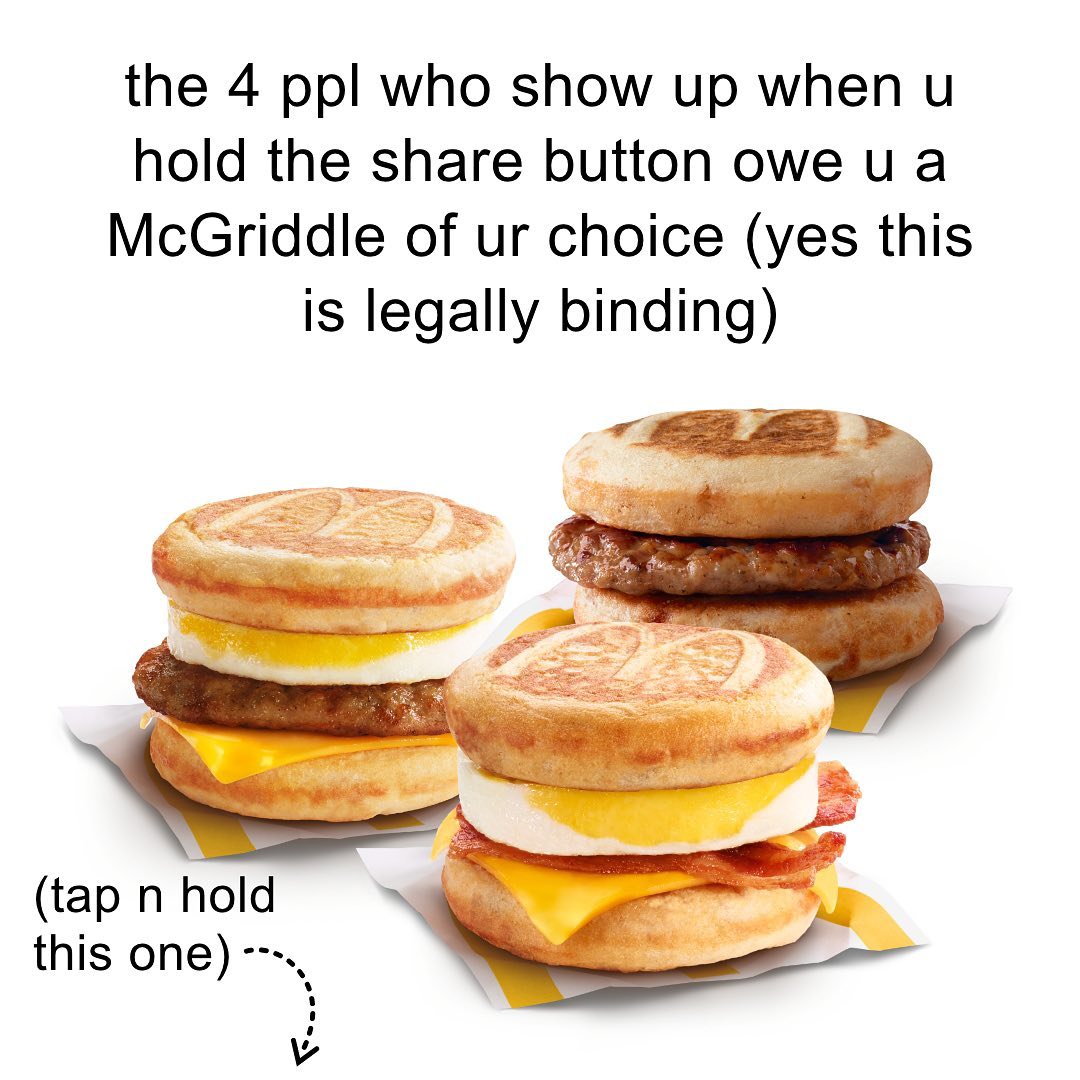 the 4 ppl who show up when u
hold the share button owe u a
McGriddle of ur choice (yes this
is legally binding)
(tap n hold
this one)